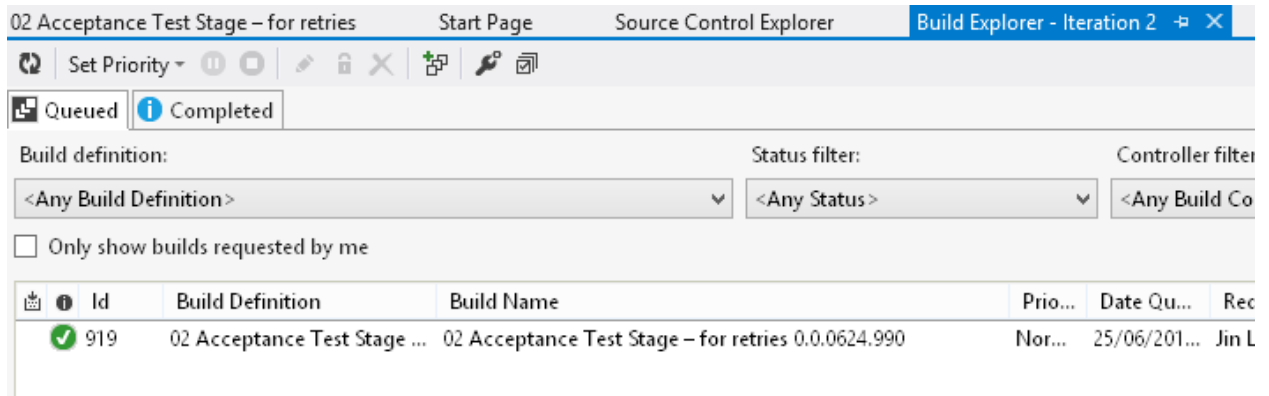 02 Acceptance Test Stage – for retries Start Page Source Control Explorer Build Explorer - Iteration 2
Set Priority
Queued Completed
Build definition: Status filter: Controller filter
<Any Build Definition> <Any Status> <Any Build Co
Only show builds requested by me
Id Build Definition Build Name Prio... Date Qu... Rec
919 02 Acceptance Test Stage ... 02 Acceptance Test Stage – for retries 0.0.0624.990 Nor... 25/06/201... Jin L